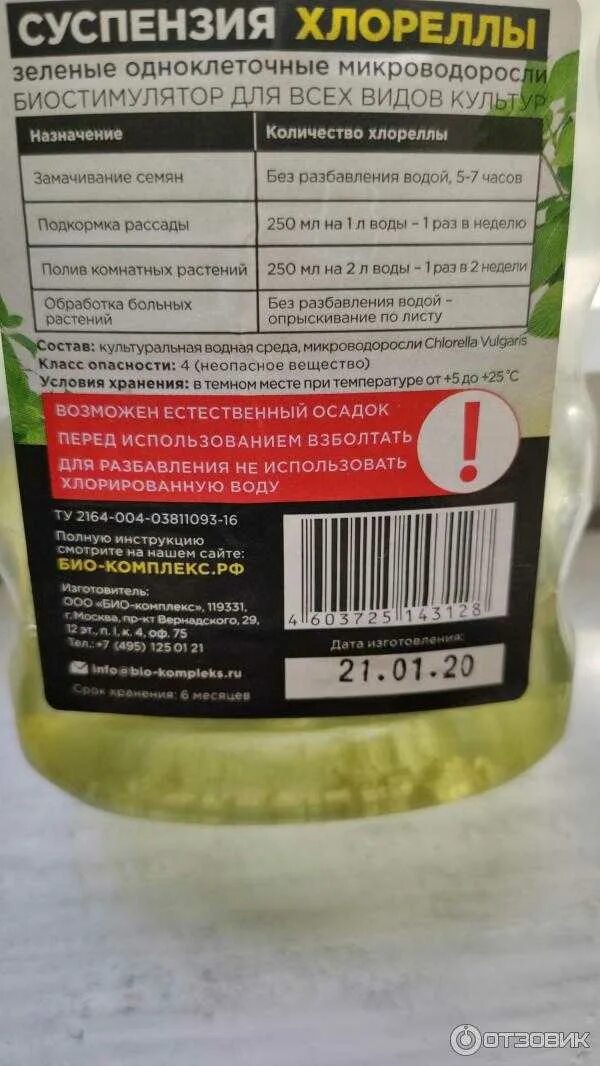 СУСПЕНЗИЯ ХЛОРЕЛЛЫ
зеленые одноклеточные микроводоросли
БИОСТИМУЛЯТОР ДЛЯ ВСЕХ ВИДОВ КУЛЬТУР
Назначение Количество хлореллы
Замачивание семян Без разбавления водой, 5-7 часов
Подкормка рассады 250 мл на 1 л воды – 1 раз в неделю
Полив комнатных растений 250 мл на 2 л воды – 1 раз в 2 недели
Обработка больных Без разбавления водой –
растений опрыскивание по листу
Состав: культуральная водная среда, микроводоросли Chlorella Vulgaris
Класс опасности: 4 (неопасное вещество)
Условия хранения: в темном месте при температуре от +5 до +25 °С
ВОЗМОЖЕН ЕСТЕСТВЕННЫЙ ОСАДОК
ПЕРЕД ИСПОЛЬЗОВАНИЕМ ВЗБОЛТАТЬ
ДЛЯ РАЗБАВЛЕНИЯ НЕ ИСПОЛЬЗОВАТЬ
ХЛОРИРОВАННУЮ ВОДУ
!
ТУ 2164-004-03811093-16
Полную инструкцию
смотрите на нашем сайте:
БИО-КОМПЛЕКС.РФ
Изготовитель:
ООО «БИО-комплекс», 119331,
г.Москва, пр-кт Вернадского, 29,
12 эт., п. I, к. 4, оф. 75
Тел.: +7 (495) 125 01 21
info@bio-kompleks.ru
Срок хранения: 6 месяцев
4 603725 143128
Дата изготовления:
21.01.20
ОТЗОВИК